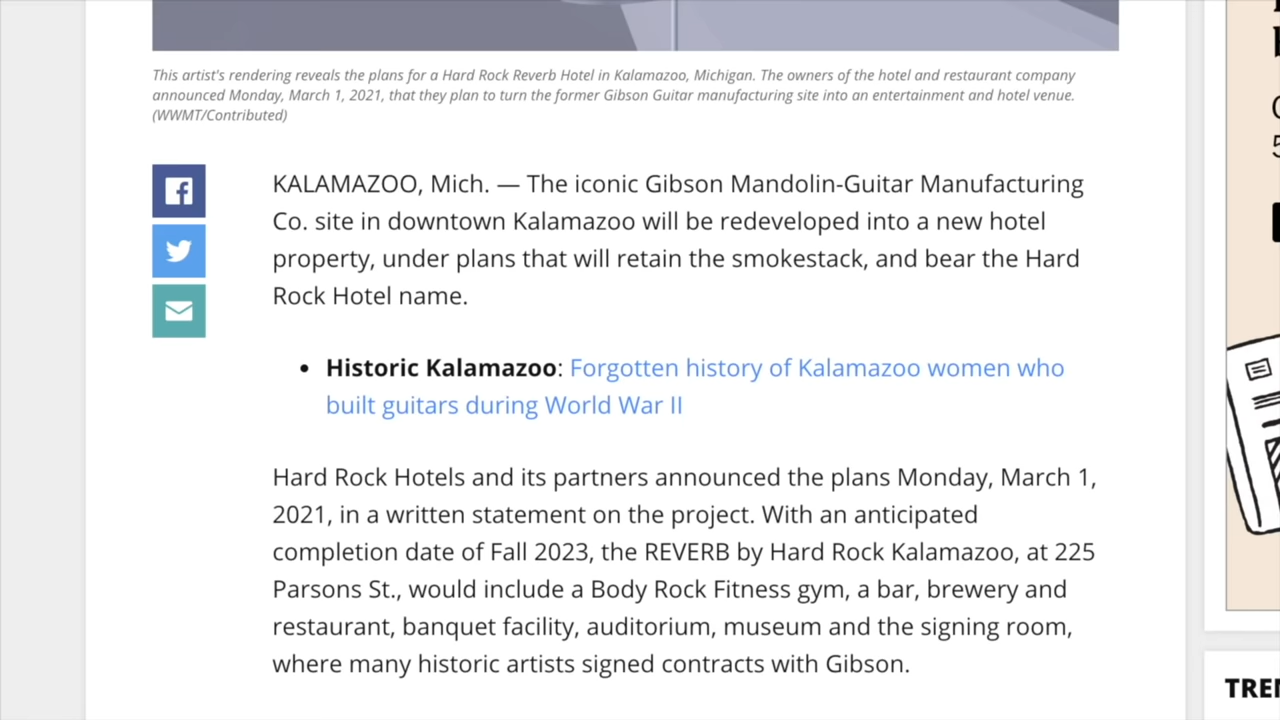 This artist's rendering reveals the plans for a Hard Rock Reverb Hotel in Kalamazoo, Michigan. The owners of the hotel and restaurant company
announced Monday, March 1, 2021, that they plan to turn the former Gibson Guitar manufacturing site into an entertainment and hotel venue.
(WWMT/Contributed)
KALAMAZOO, Mich. — The iconic Gibson Mandolin-Guitar Manufacturing
Co. site in downtown Kalamazoo will be redeveloped into a new hotel
property, under plans that will retain the smokestack, and bear the Hard
Rock Hotel name.
• Historic Kalamazoo: Forgotten history of Kalamazoo women who
built guitars during World War II
Hard Rock Hotels and its partners announced the plans Monday, March 1,
2021, in a written statement on the project. With an anticipated
completion date of Fall 2023, the REVERB by Hard Rock Kalamazoo, at 225
Parsons St., would include a Body Rock Fitness gym, a bar, brewery and
restaurant, banquet facility, auditorium, museum and the signing room,
where many historic artists signed contracts with Gibson.